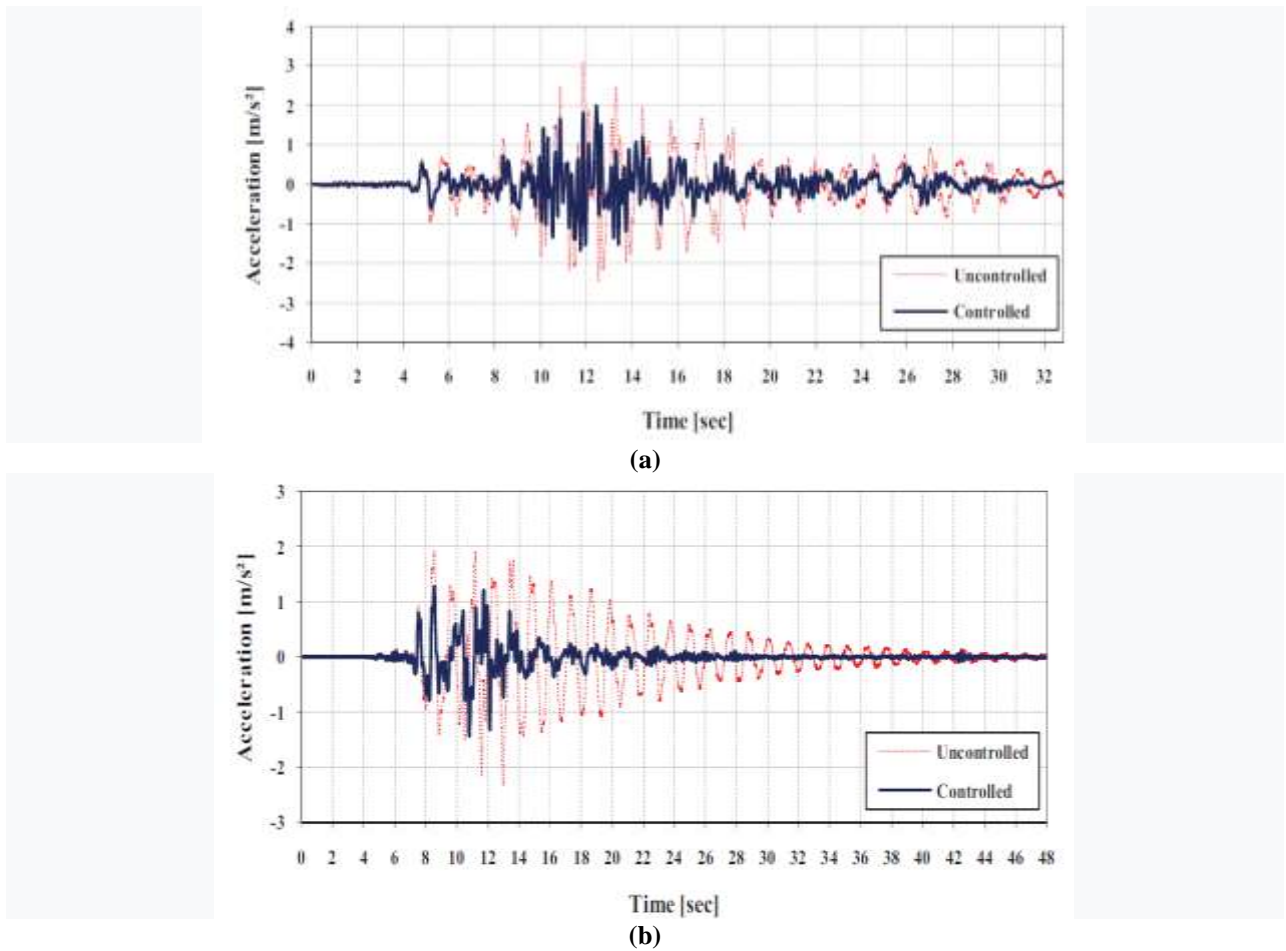 4
3
2
1
0
-1
-2
-3
-4
Acceleration [m/s²]
Uncontrolled
Controlled
0 2 4 6 8 10 12 14 16 18 20 22 24 26 28 30 32
Time [sec]
(a)
3
2
1
0
-1
-2
-3
Acceleration [m/s²]
Uncontrolled
Controlled
0 2 4 6 8 10 12 14 16 18 20 22 24 26 28 30 32 34 36 38 40 42 44 46 48
Time [sec]
(b)